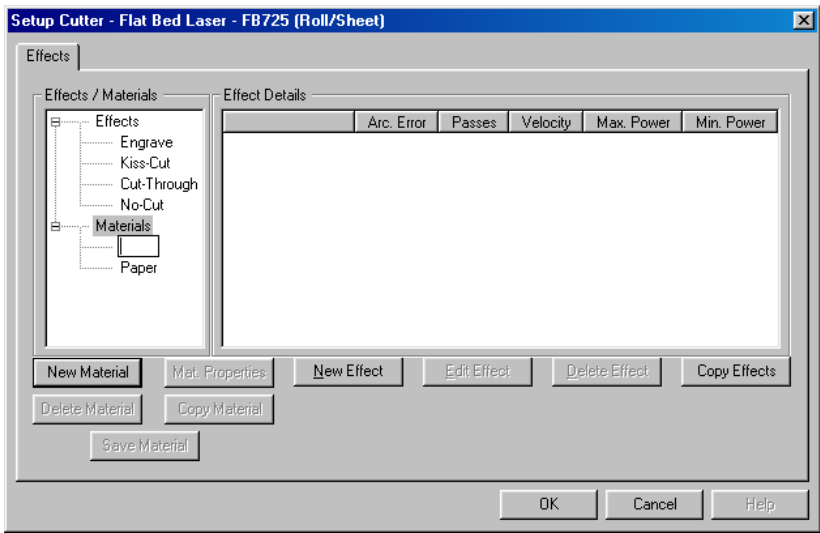 Setup Cutter - Flat Bed Laser - FB725 (Roll/Sheet)
Effects
Effects / Materials
Effects
Engrave
Kiss-Cut
Cut-Through
No-Cut
Materials
Paper
Effect Details
Arc. Error Passes Velocity Max. Power Min. Power
New Material Mat. Properties New Effect Edit Effect Delete Effect Copy Effects
Delete Material Copy Material
Save Material
OK Cancel Help